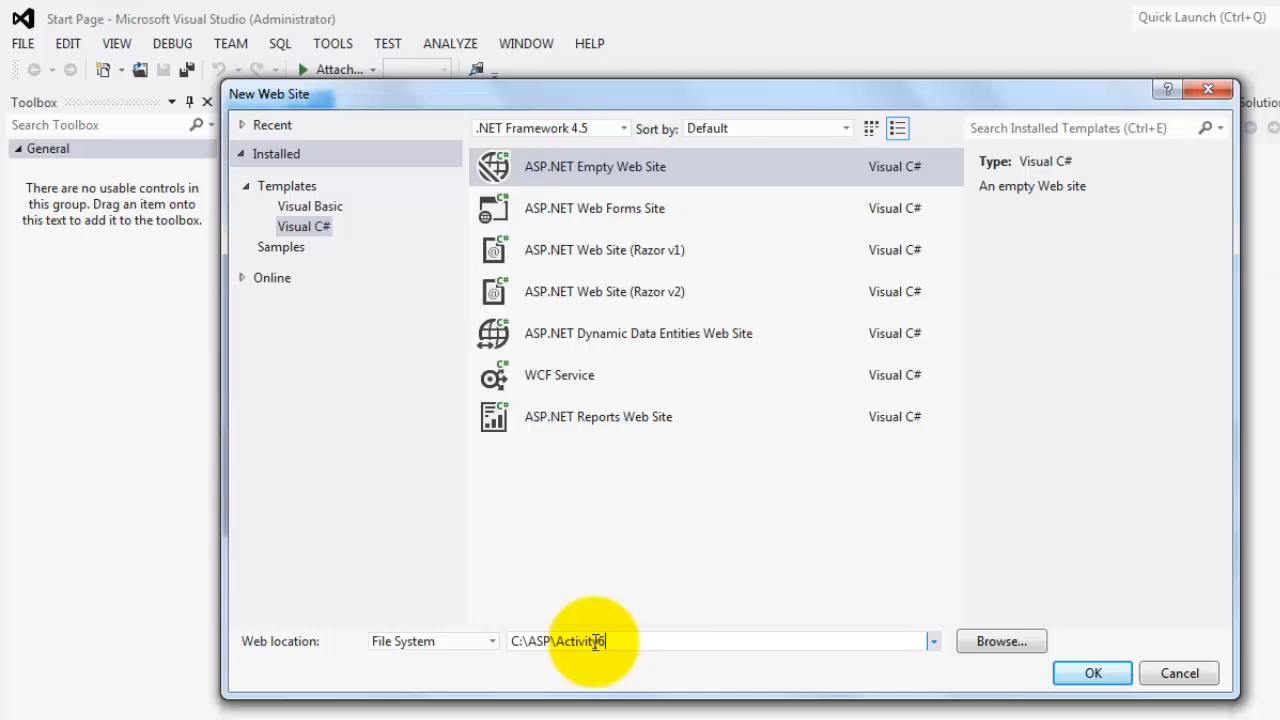 Start Page - Microsoft Visual Studio (Administrator)
Quick Launch (Ctrl+Q)
FILE EDIT VIEW DEBUG TEAM SQL TOOLS TEST ANALYZE WINDOW HELP
Attach...
Toolbox
Search Toolbox
General
There are no usable controls in
this group. Drag an item onto
this text to add it to the toolbox.
New Web Site
Recent
Installed
Templates
Visual Basic
Visual C#
Samples
Online
.NET Framework 4.5 Sort by: Default
Search Installed Templates (Ctrl+E)
ASP.NET Empty Web Site Visual C#
ASP.NET Web Forms Site Visual C#
ASP.NET Web Site (Razor v1) Visual C#
ASP.NET Web Site (Razor v2) Visual C#
ASP.NET Dynamic Data Entities Web Site Visual C#
WCF Service Visual C#
ASP.NET Reports Web Site Visual C#
Type: Visual C#
An empty Web site
Web location: File System C:\ASP\Activity6 Browse...
OK Cancel